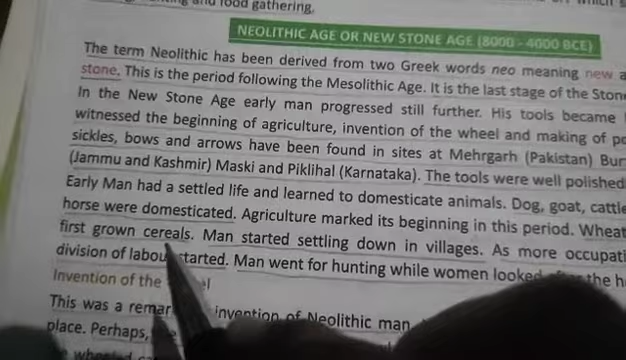 and food gathering.
which
NEOLITHIC AGE OR NEW STONE AGE (8000 - 4000 BCE)
The term Neolithic has been derived from two Greek words neo meaning new a
stone. This is the period following the Mesolithic Age. It is the last stage of the Ston
In the New Stone Age early man progressed still further. His tools became
witnessed the beginning of agriculture, invention of the wheel and making of po
sickles, bows and arrows have been found in sites at Mehrgarh (Pakistan) Bur
(Jammu and Kashmir) Maski and Piklihal (Karnataka). The tools were well polished
Early Man had a settled life and learned to domesticate animals. Dog, goat, cattle
horse were domesticated. Agriculture marked its beginning in this period. Wheat
first grown cereals. Man started settling down in villages. As more occupati
division of labou started. Man went for hunting while women looked the h
Invention of the
This was a remar invention of Neolithic man
place. Perhaps,